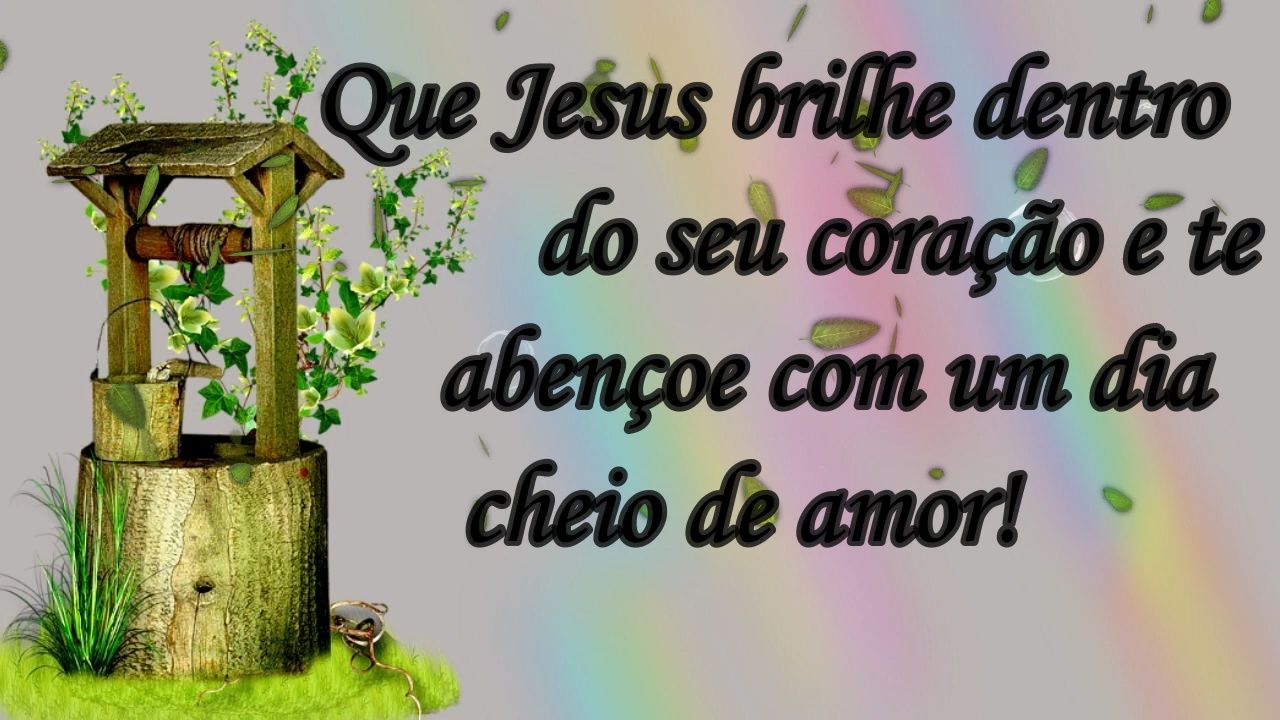 Que Jesus brilhe dentro
do seu coração e te
abençoe com um dia
cheio de amor!